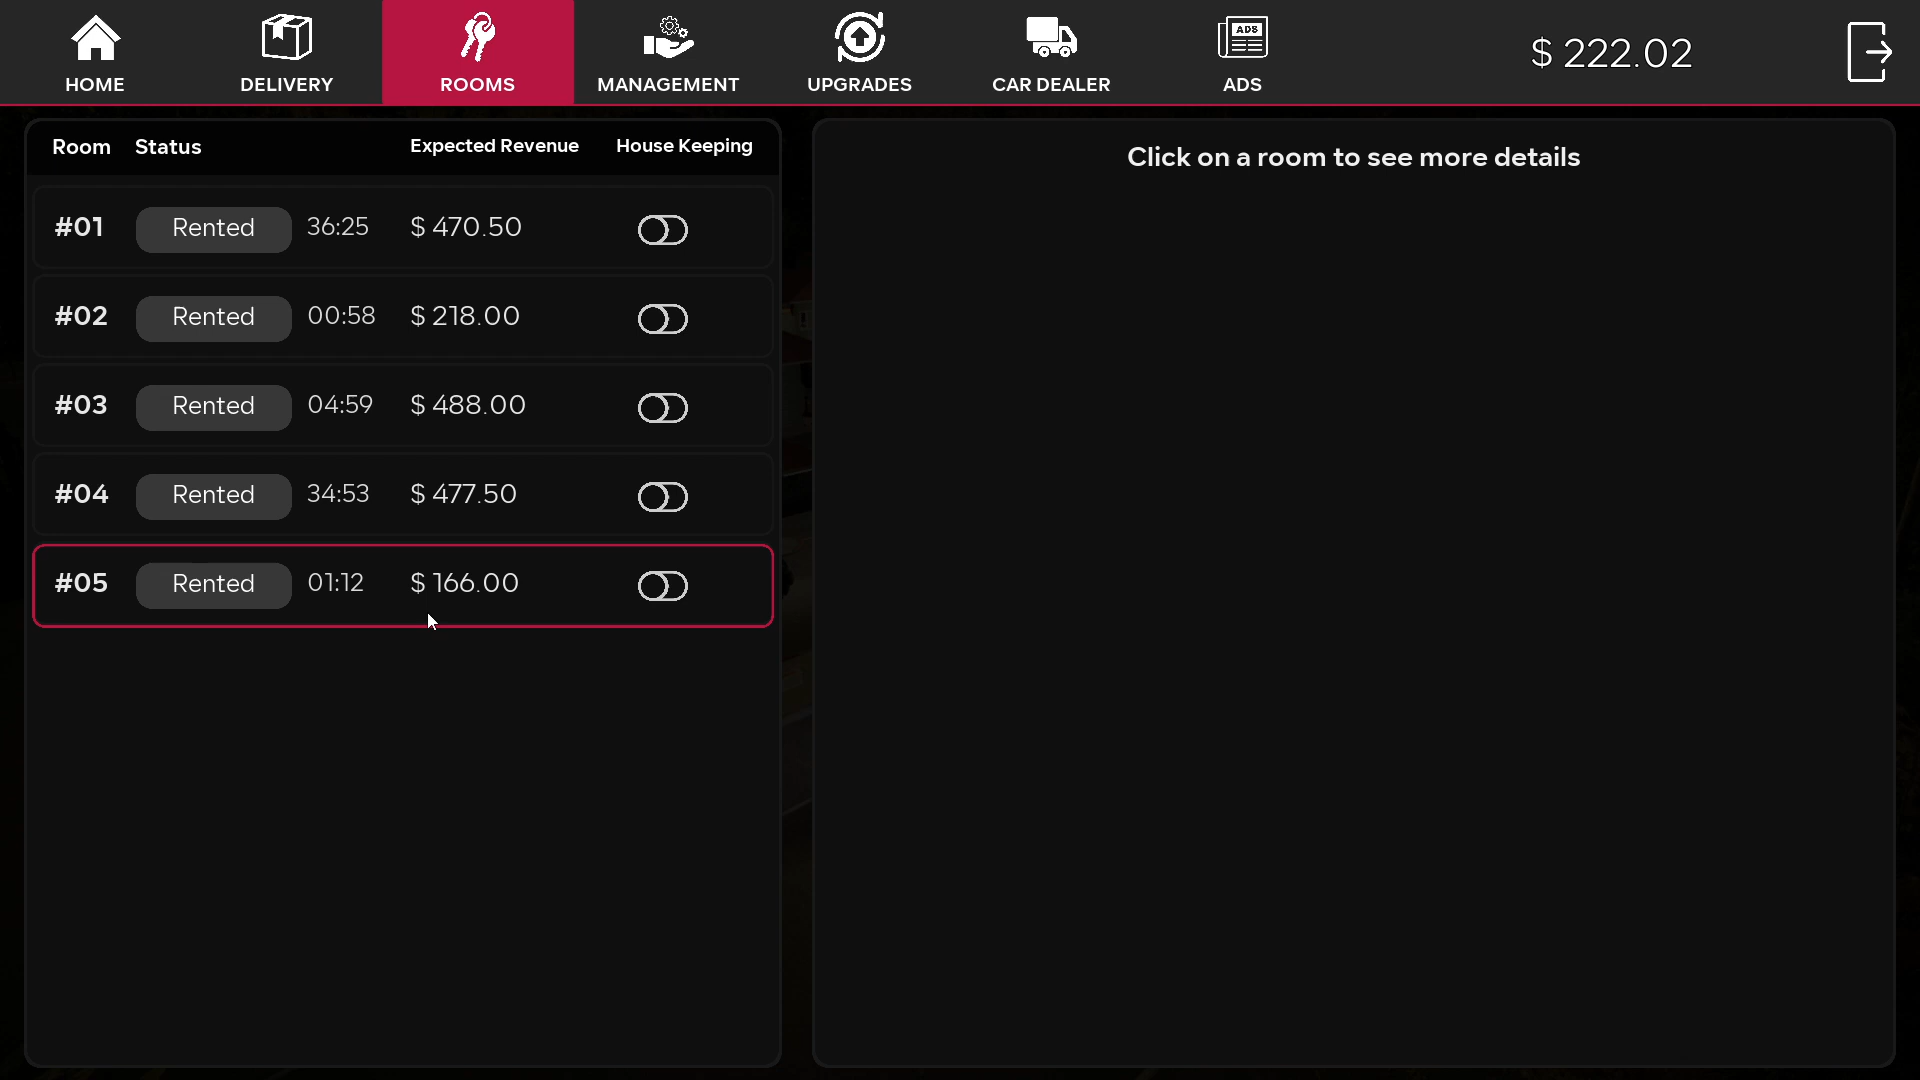 HOME DELIVERY ROOMS MANAGEMENT UPGRADES CAR DEALER ADS ADS $ 222.02
Room Status Expected Revenue House Keeping
Click on a room to see more details
#01 Rented 36:25 $ 470.50
#02 Rented 00:58 $ 218.00
#03 Rented 04:59 $ 488.00
#04 Rented 34:53 $ 477.50
#05 Rented 01:12 $ 166.00